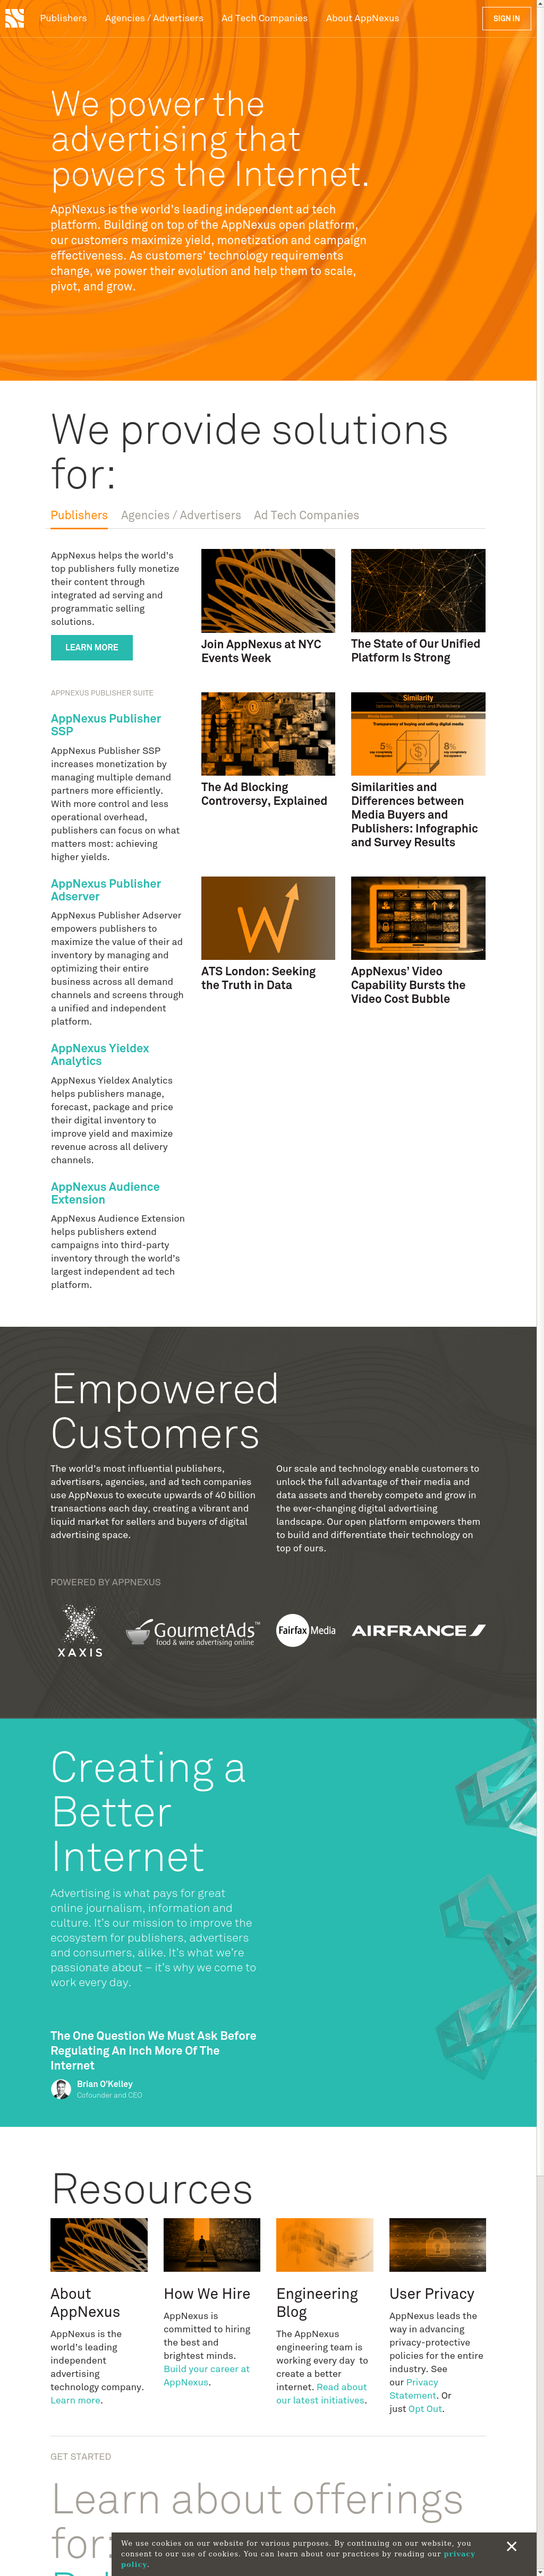 Publishers Agencies / Advertisers Ad Tech Companies About AppNexus SIGN IN
We power the
advertising that
powers the Internet.
AppNexus is the world's leading independent ad tech
platform. Building on top of the AppNexus open platform,
our customers maximize yield, monetization and campaign
effectiveness. As customers' technology requirements
change, we power their evolution and help them to scale,
pivot, and grow.
We provide solutions
for:
Publishers Agencies / Advertisers Ad Tech Companies
AppNexus helps the world's
top publishers fully monetize
their content through
integrated ad serving and
programmatic selling
solutions.
LEARN MORE
Join AppNexus at NYC
Events Week
The State of Our Unified
Platform Is Strong
APPNEXUS PUBLISHER SUITE
AppNexus Publisher
SSP
AppNexus Publisher SSP
increases monetization by
managing multiple demand
partners more efficiently.
With more control and less
operational overhead,
publishers can focus on what
matters most: achieving
higher yields.
@
The Ad Blocking
Controversy, Explained
Similarity
between Media Buyers and Publishers
5%
8%
Similarities and
Differences between
Media Buyers and
Publishers: Infographic
and Survey Results
AppNexus Publisher
Adserver
AppNexus Publisher Adserver
empowers publishers to
maximize the value of their ad
inventory by managing and
optimizing their entire
business across all demand
channels and screens through
a unified and independent
platform.
ATS London: Seeking
the Truth in Data
AppNexus' Video
Capability Bursts the
Video Cost Bubble
AppNexus Yieldex
Analytics
AppNexus Yieldex Analytics
helps publishers manage,
forecast, package and price
their digital inventory to
improve yield and maximize
revenue across all delivery
channels.
AppNexus Audience
Extension
AppNexus Audience Extension
helps publishers extend
campaigns into third-party
inventory through the world's
largest independent ad tech
platform.
Empowered
Customers
The world's most influential publishers,
advertisers, agencies, and ad tech companies
use AppNexus to execute upwards of 40 billion
transactions each day, creating a vibrant and
liquid market for sellers and buyers of digital
advertising space.
Our scale and technology enable customers to
unlock the full advantage of their media and
data assets and thereby compete and grow in
the ever-changing digital advertising
landscape. Our open platform empowers them
to build and differentiate their technology on
top of ours.
POWERED BY APPNEXUS
XAXIS
GourmetAds™
food & wine advertising online
Fairfax Media
AIRFRANCE
Creating a
Better
Internet
Advertising is what pays for great
online journalism, information and
culture. It's our mission to improve the
ecosystem for publishers, advertisers
and consumers, alike. It's what we're
passionate about – it's why we come to
work every day.
The One Question We Must Ask Before
Regulating An Inch More Of The
Internet
Brian O'Kelley
Cofounder and CEO
Resources
About
AppNexus
AppNexus is the
world's leading
independent
advertising
technology company.
Learn more.
How We Hire
AppNexus is
committed to hiring
the best and
brightest minds.
Build your career at
AppNexus.
Engineering
Blog
The AppNexus
engineering team is
working every day to
create a better
internet. Read about
our latest initiatives.
User Privacy
AppNexus leads the
way in advancing
privacy-protective
policies for the entire
industry. See
our Privacy
Statement. Or
just Opt Out.
GET STARTED
Learn about offerings
for:
We use cookies on our website for various purposes. By continuing on our website, you
consent to our use of cookies. You can learn about our practices by reading our privacy
policy.